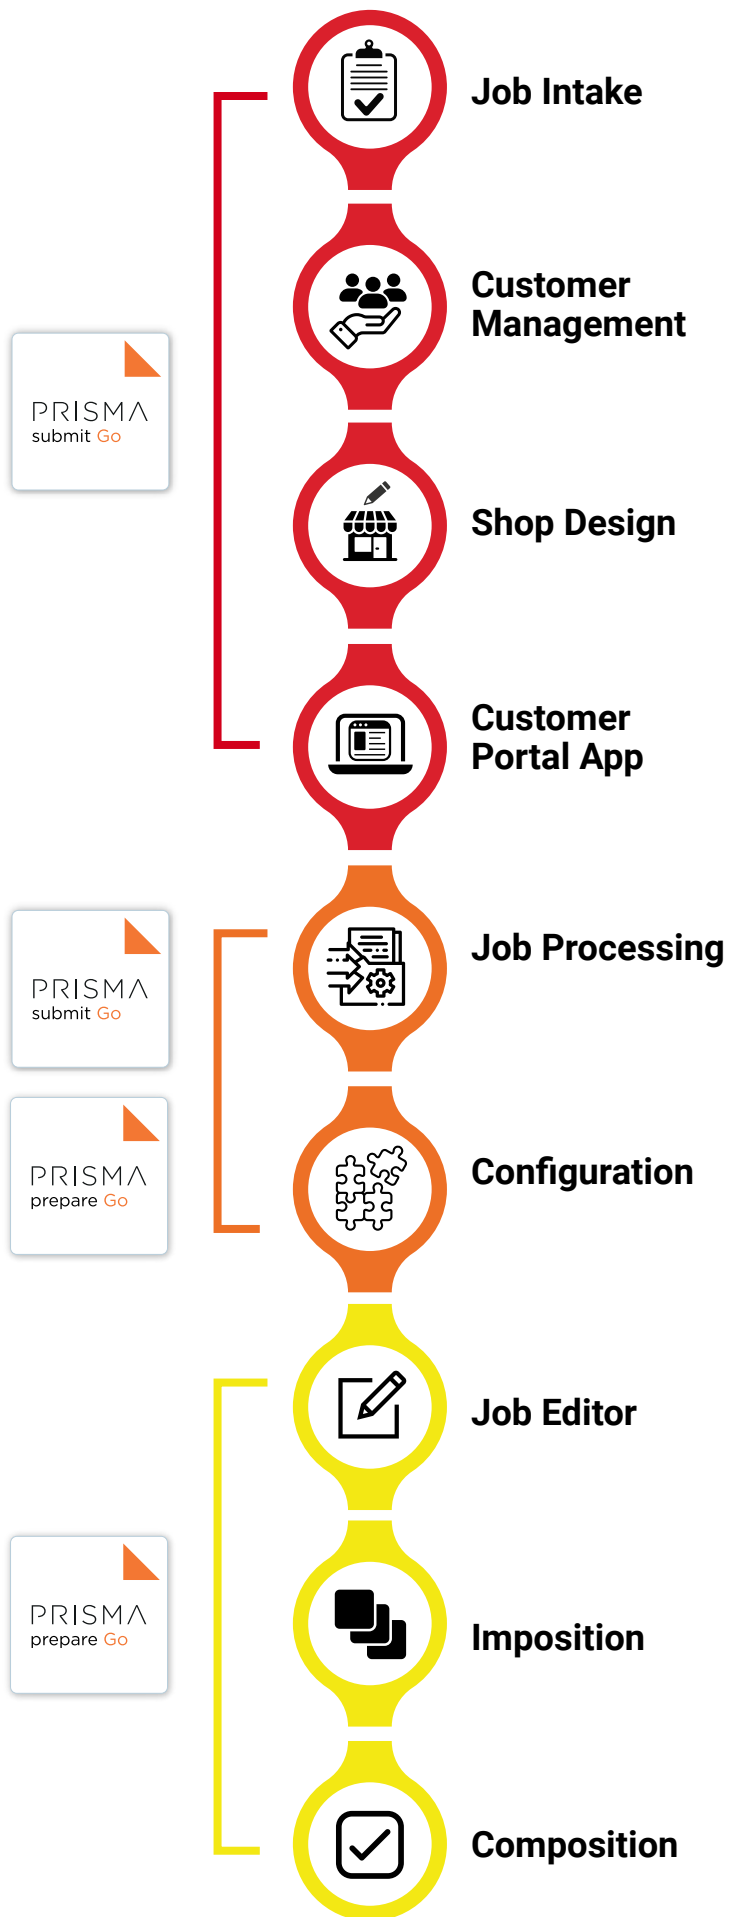 Job Intake
Customer
Management
PRISMA
submit Go
Shop Design
Customer
Portal App
Job Processing
PRISMA
submit Go
PRISMA
prepare Go
Configuration
Job Editor
PRISMA
prepare Go
Imposition
Composition